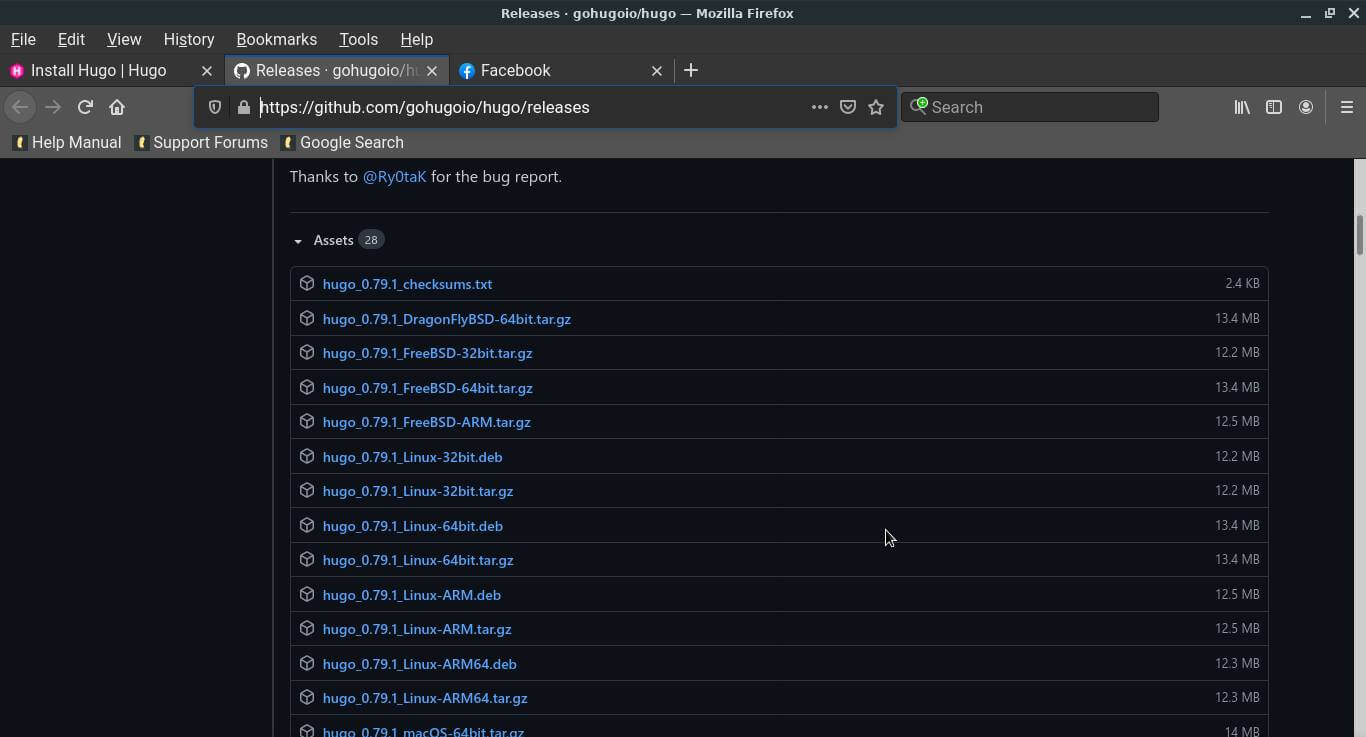 Releases · gohugoio/hugo — Mozilla Firefox
File Edit View History Bookmarks Tools Help
Install Hugo | Hugo Releases · gohugoio/hu Facebook
https://github.com/gohugoio/hugo/releases Search
Help Manual Support Forums Google Search
Thanks to @Ry0taK for the bug report.
Assets 28
hugo_0.79.1_checksums.txt 2.4 KB
hugo_0.79.1_DragonFlyBSD-64bit.tar.gz 13.4 MB
hugo_0.79.1_FreeBSD-32bit.tar.gz 12.2 MB
hugo_0.79.1_FreeBSD-64bit.tar.gz 13.4 MB
hugo_0.79.1_FreeBSD-ARM.tar.gz 12.5 MB
hugo_0.79.1_Linux-32bit.deb 12.2 MB
hugo_0.79.1_Linux-32bit.tar.gz 12.2 MB
hugo_0.79.1_Linux-64bit.deb 13.4 MB
hugo_0.79.1_Linux-64bit.tar.gz 13.4 MB
hugo_0.79.1_Linux-ARM.deb 12.5 MB
hugo_0.79.1_Linux-ARM.tar.gz 12.5 MB
hugo_0.79.1_Linux-ARM64.deb 12.3 MB
hugo_0.79.1_Linux-ARM64.tar.gz 12.3 MB
hugo_0.79.1_macOS-64bit.tar.gz 14 MB